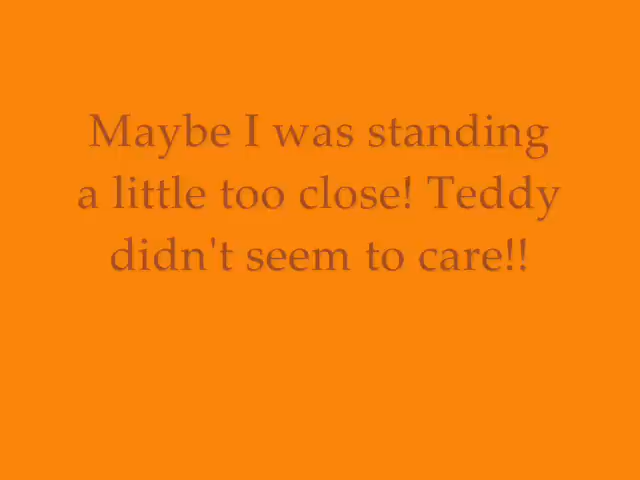 Maybe I was standing
a little too close! Teddy
didn't seem to care!!